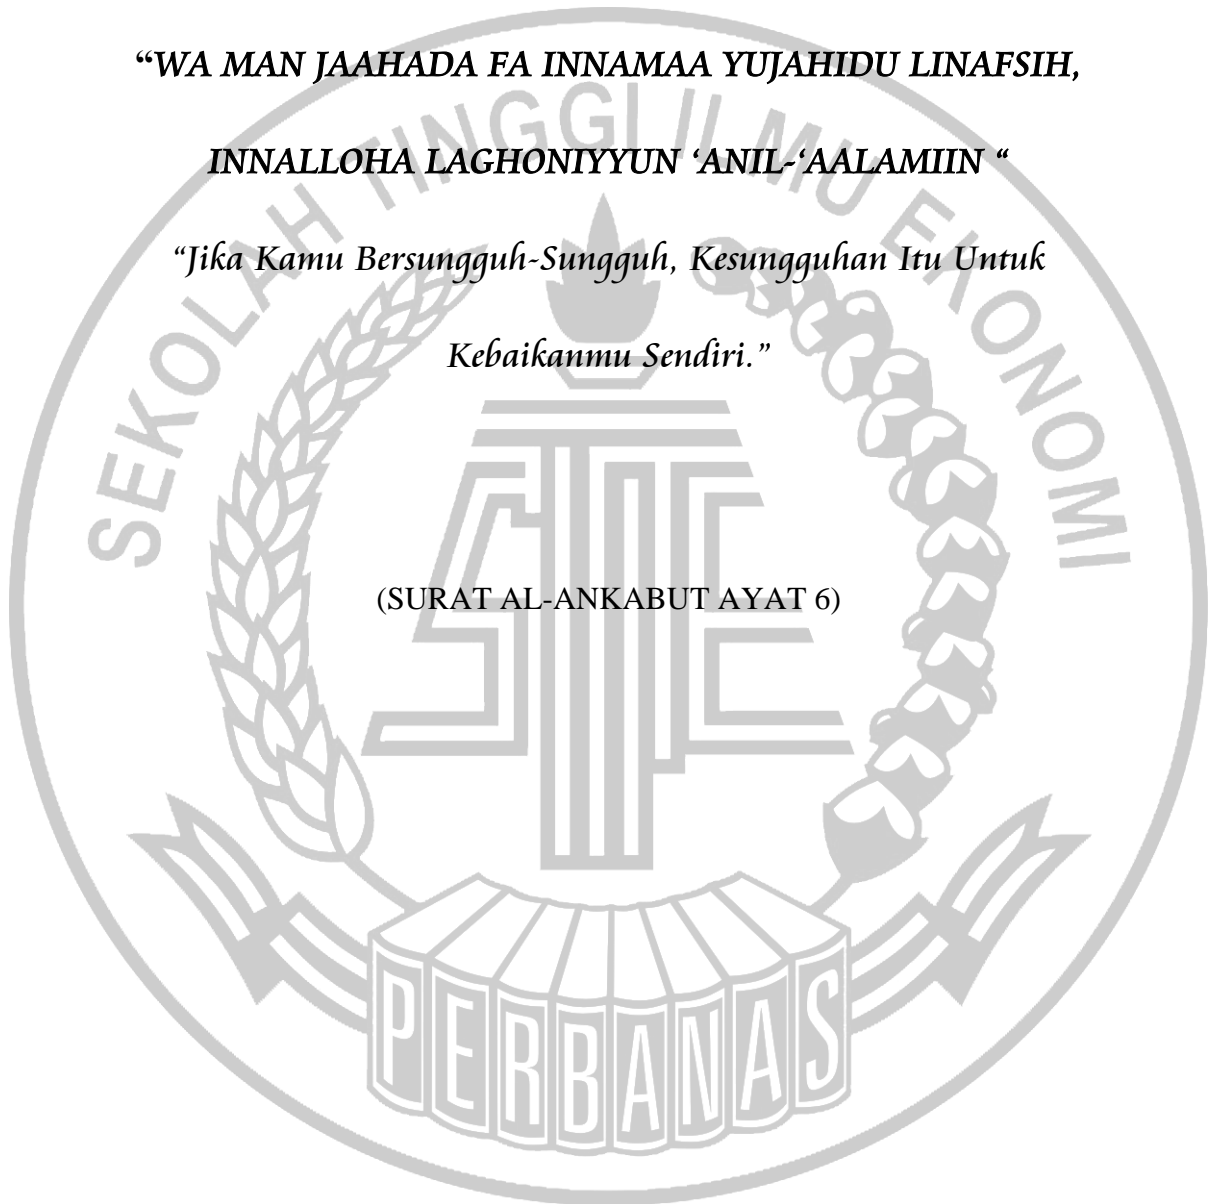 “WA MAN JAAHADA FA INNAMAA YUJAHIDU LINAFSIH,
INNALLOHA LAGHONIYYUN ‘ANIL-‘AALAMIIN “
“Jika Kamu Bersungguh-Sungguh, Kesungguhan Itu Untuk
Kebaikanmu Sendiri.”
(SURAT AL-ANKABUT AYAT 6)
SEKOLAH TINGGI ILMU EKONOMI
STIE
PERBANAS